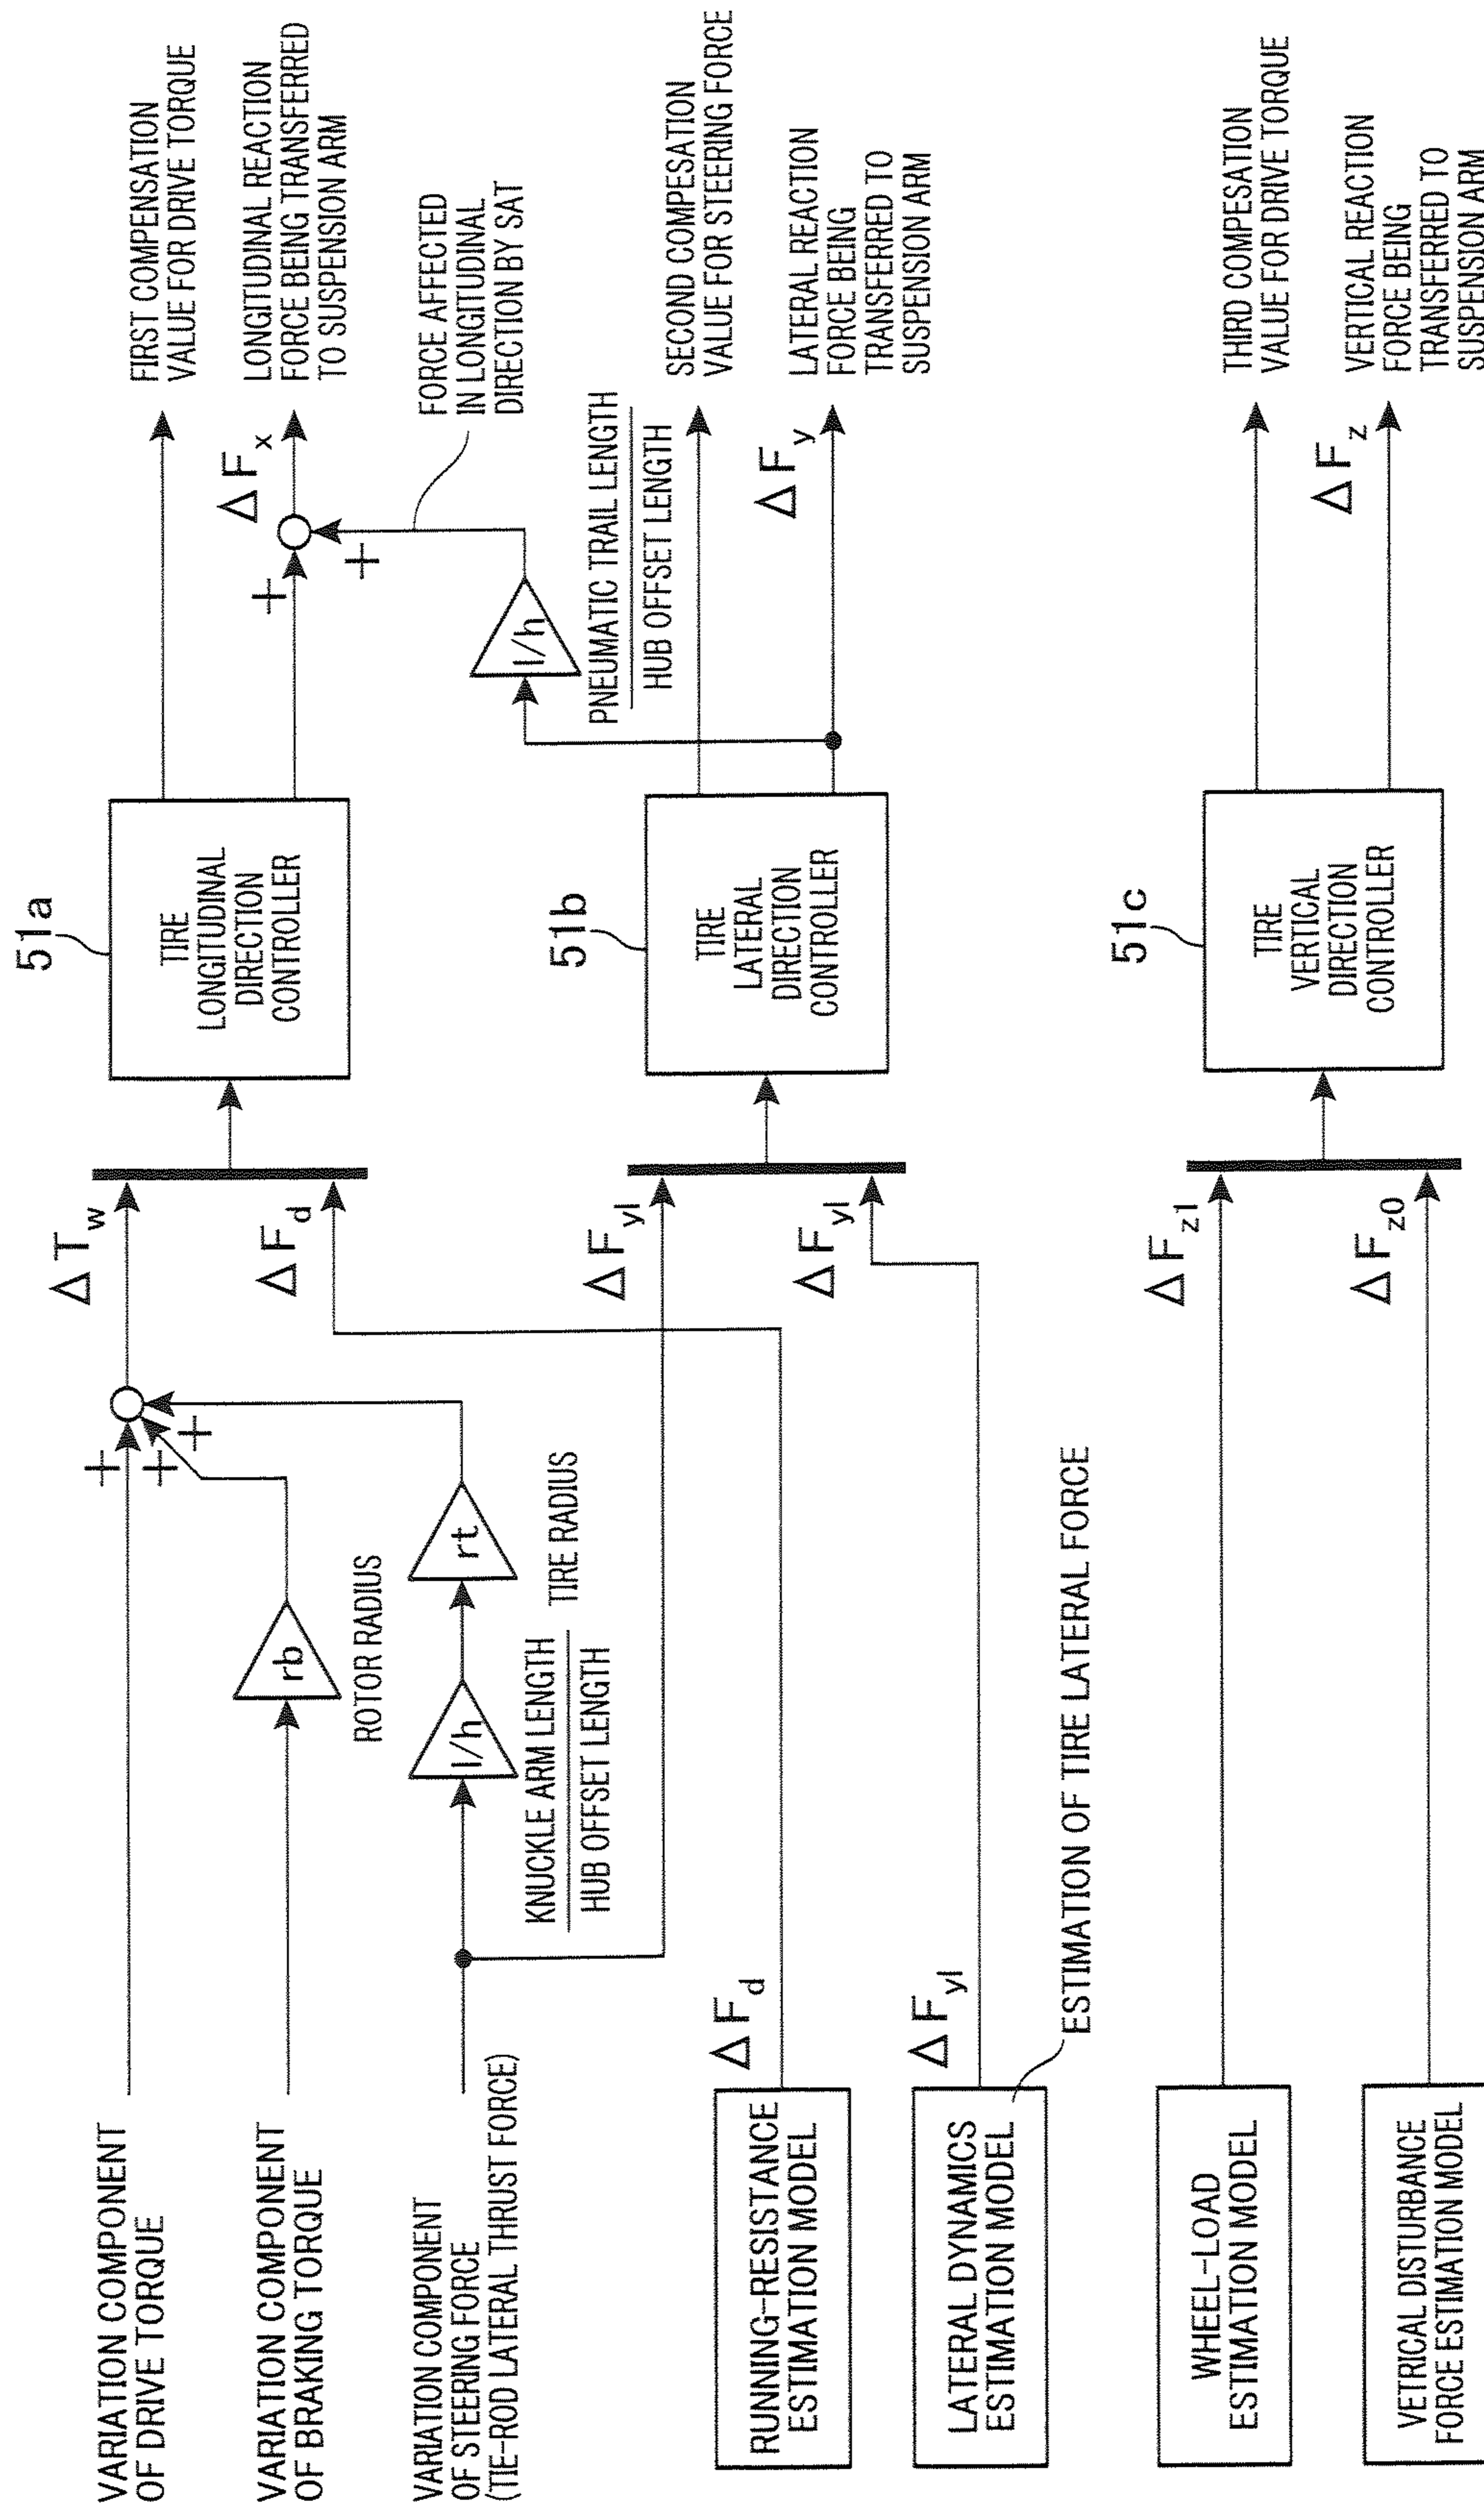 VARIATION COMPONENT
OF DRIVE TORQUE
VARIATION COMPONENT
OF BRAKING TORQUE
VARIATION COMPONENT
OF STEERING FORCE
(TIE-ROD LATERAL THRUST FORCE)
RUNNING-RESISTANCE
ESTIMATION MODEL
LATERAL DYNAMICS
ESTIMATION MODEL
WHEEL-LOAD
ESTIMATION MODEL
VETRICAL DISTURBANCE
FORCE ESTIMATION MODEL
ΔFd
ΔFyl
ESTIMATION OF TIRE LATERAL FORCE
rb
ROTOR RADIUS
l/h
KNUCKLE ARM LENGTH
HUB OFFSET LENGTH
rt
TIRE RADIUS
+
+
+
ΔTw
ΔFd
ΔFyl
ΔFyl
ΔFz1
ΔFz0
51a
TIRE
LONGITUDINAL
DIRECTION
CONTROLLER
51b
TIRE
LATERAL
DIRECTION
CONTROLLER
51c
TIRE
VERTICAL
DIRECTION
CONTROLLER
l/h
PNEUMATIC TRAIL LENGTH
HUB OFFSET LENGTH
+
+
ΔFx
ΔFy
ΔFz
FIRST COMPENSATION
VALUE FOR DRIVE TORQUE
LONGITUDINAL REACTION
FORCE BEING TRANSFERRED
TO SUSPENSION ARM
FORCE AFFECTED
IN LONGITUDINAL
DIRECTION BY SAT
SECOND COMPESATION
VALUE FOR STEERING FORCE
LATERAL REACTION
FORCE BEING
TRANSFERRED TO
SUSPENSION ARM
THIRD COMPESATION
VALUE FOR DRIVE TORQUE
VERTICAL REACTION
FORCE BEING
TRANSFERRED TO
SUSPENSION ARM